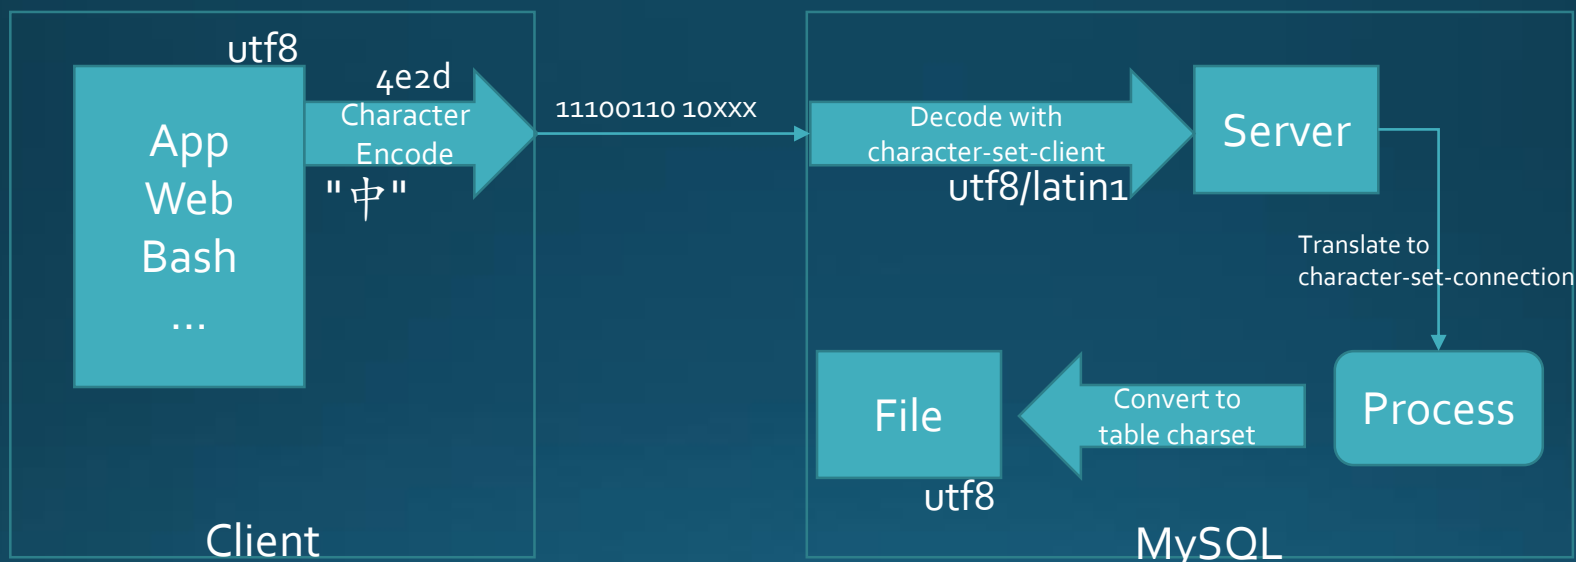 utf8
App
Web
Bash
...
4e2d
Character
Encode
"中"
11100110 10XXX
Decode with
character-set-client
utf8/latin1
Server
Translate to
character-set-connection
Process
Convert to
table charset
File
utf8
Client
MySQL